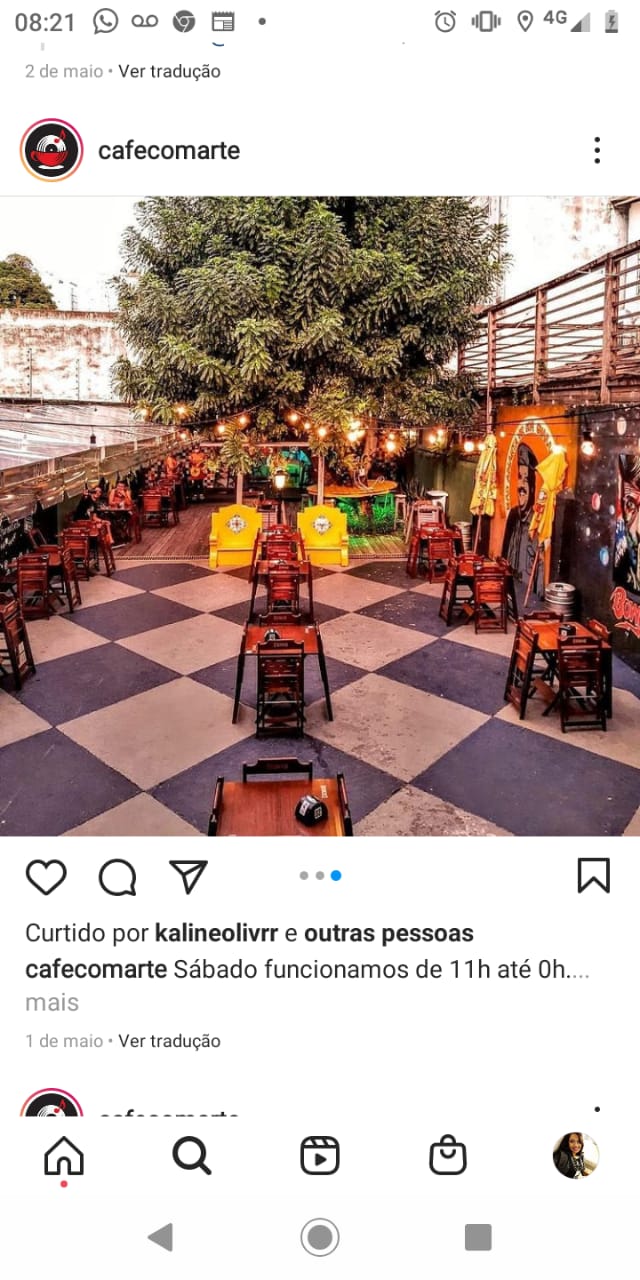 08:21
4G
2 de maio • Ver tradução
cafecomarte
Curtido por kalineolivrr e outras pessoas
cafecomarte Sábado funcionamos de 11h até 0h....
mais
1 de maio • Ver tradução
cafecomarte